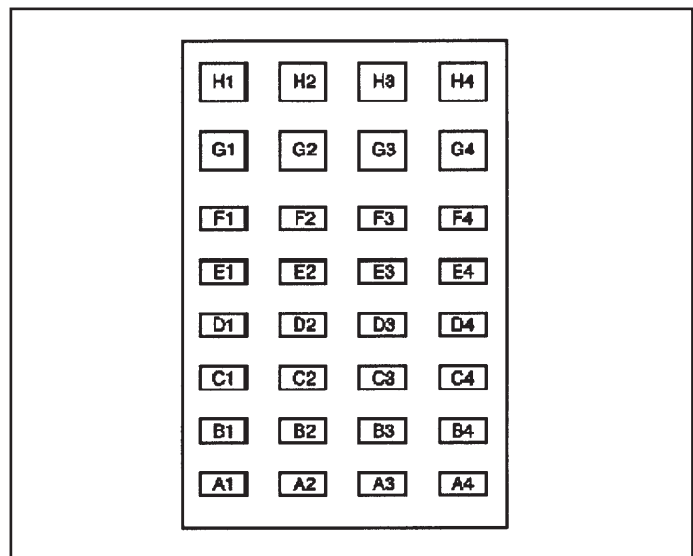 H1 H2 H3 H4
G1 G2 G3 G4
F1 F2 F3 F4
E1 E2 E3 E4
D1 D2 D3 D4
C1 C2 C3 C4
B1 B2 B3 B4
A1 A2 A3 A4